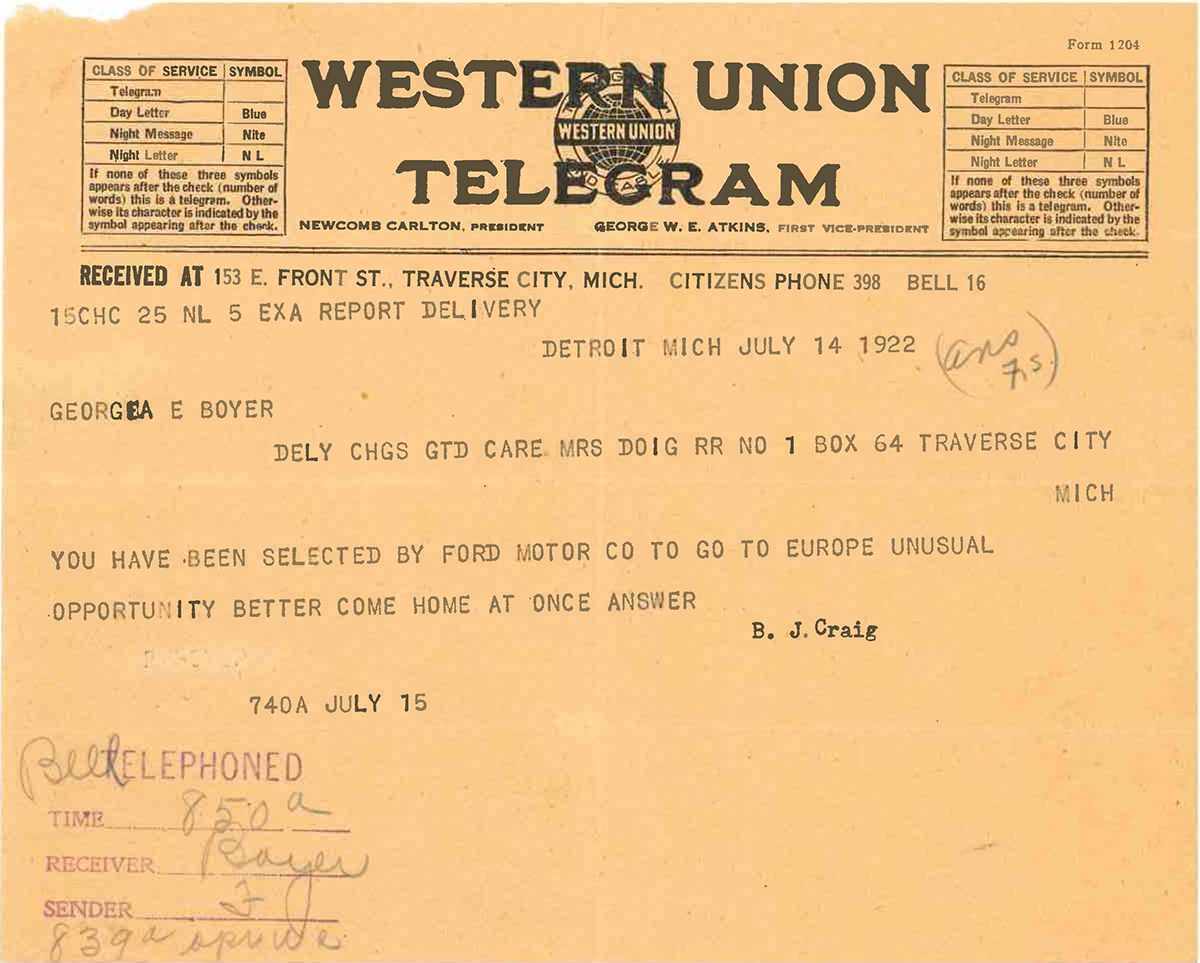 Form 1204
CLASS OF SERVICE SYMBOL
Telegram
Day Letter Blue
Night Message Nite
Night Letter N L
If none of these three symbols
appears after the check (number of
words) this is a telegram. Other-
wise its character is indicated by the
symbol appearing after the check.
WESTERN UNION
WESTERN UNION
TELEGRAM
NEWCOMB CARLTON, PRESIDENT GEORGE W. E. ATKINS, FIRST VICE-PRESIDENT
CLASS OF SERVICE SYMBOL
Telegram
Day Letter Blue
Night Message Nite
Night Letter N L
If none of these three symbols
appears after the check (number of
words) this is a telegram. Other-
wise its character is indicated by the
symbol appearing after the check.
RECEIVED AT 153 E. FRONT ST., TRAVERSE CITY, MICH. CITIZENS PHONE 398 BELL 16
15CHC 25 NL 5 EXA REPORT DELIVERY
DETROIT MICH JULY 14 1922 (ans
7.s.)
GEORGEA E BOYER
DELY CHGS GTD CARE MRS DOIG RR NO 1 BOX 64 TRAVERSE CITY
MICH
YOU HAVE BEEN SELECTED BY FORD MOTOR CO TO GO TO EUROPE UNUSUAL
OPPORTUNITY BETTER COME HOME AT ONCE ANSWER
B. J. Craig
740A JULY 15
Bell TELEPHONED
TIME 850a
RECEIVER Boyer
SENDER
839a